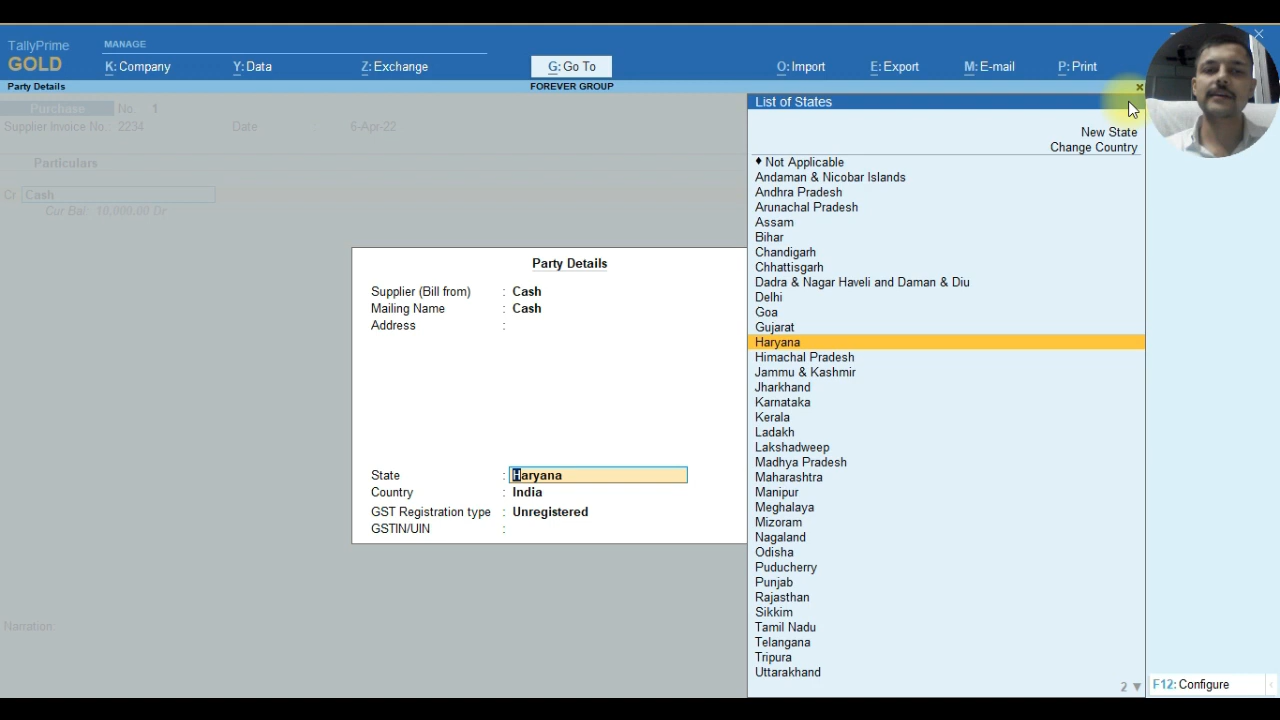 TallyPrime
GOLD
MANAGE
K: Company
Y: Data
Z: Exchange
G: Go To
O: Import
E: Export
M: E-mail
P: Print
Party Details
FOREVER GROUP
Purchase No. 1
Supplier Invoice No.: 2234 Date : 6-Apr-22
Particulars
Cr Cash
Cur Bal: 10,000.00 Dr
Party Details
Supplier (Bill from) : Cash
Mailing Name : Cash
Address :
State : Haryana
Country : India
GST Registration type : Unregistered
GSTIN/UIN :
Narration:
List of States
New State
Change Country
♦ Not Applicable
Andaman & Nicobar Islands
Andhra Pradesh
Arunachal Pradesh
Assam
Bihar
Chandigarh
Chhattisgarh
Dadra & Nagar Haveli and Daman & Diu
Delhi
Goa
Gujarat
Haryana
Himachal Pradesh
Jammu & Kashmir
Jharkhand
Karnataka
Kerala
Ladakh
Lakshadweep
Madhya Pradesh
Maharashtra
Manipur
Meghalaya
Mizoram
Nagaland
Odisha
Puducherry
Punjab
Rajasthan
Sikkim
Tamil Nadu
Telangana
Tripura
Uttarakhand
2 ▼
F12: Configure